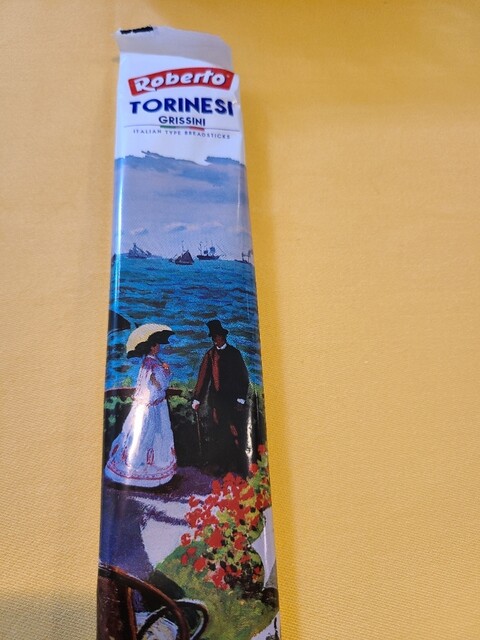 Roberto
TORINESI
GRISSINI
ITALIAN TYPE BREADSTICKS